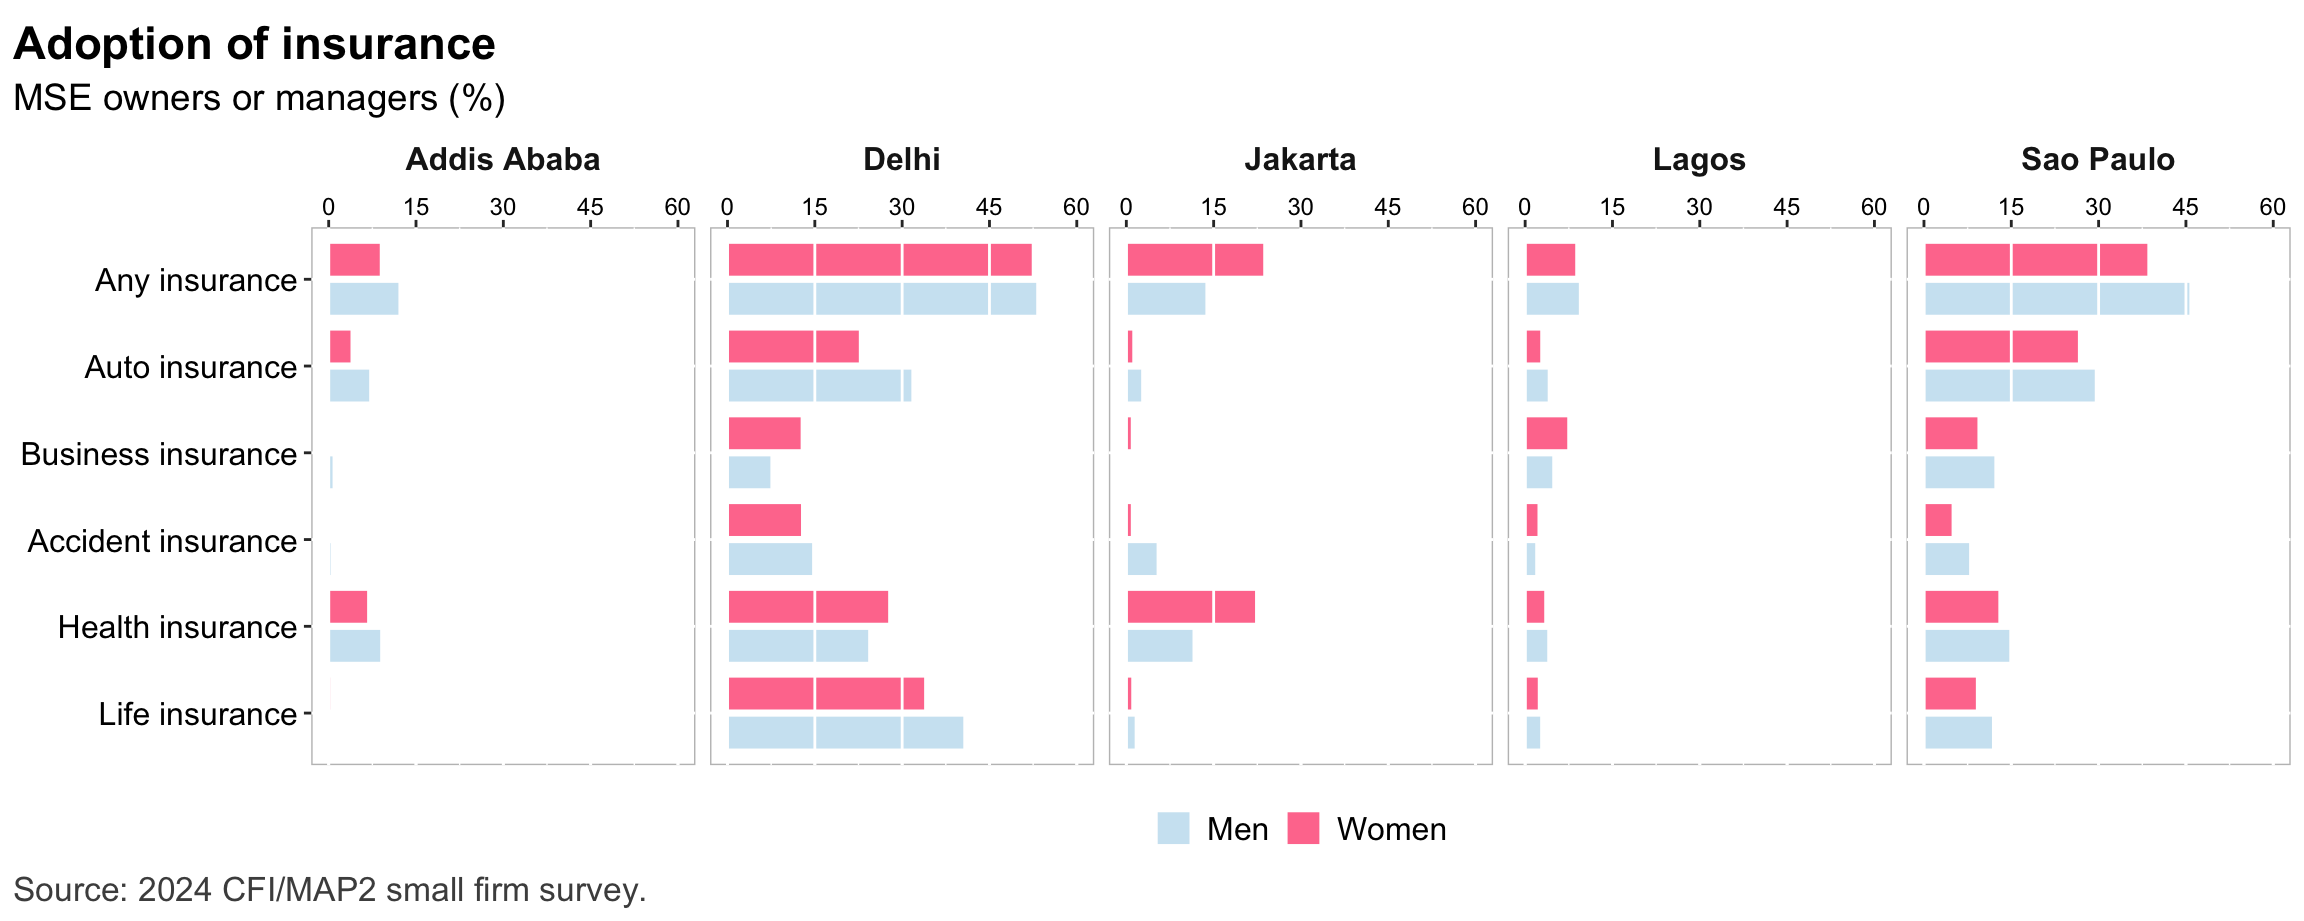 Adoption of insurance
MSE owners or managers (%)
Addis Ababa Delhi Jakarta Lagos Sao Paulo
0 15 30 45 60 0 15 30 45 60 0 15 30 45 60 0 15 30 45 60 0 15 30 45 60
Any insurance
Auto insurance
Business insurance
Accident insurance
Health insurance
Life insurance
Men Women
Source: 2024 CFI/MAP2 small firm survey.